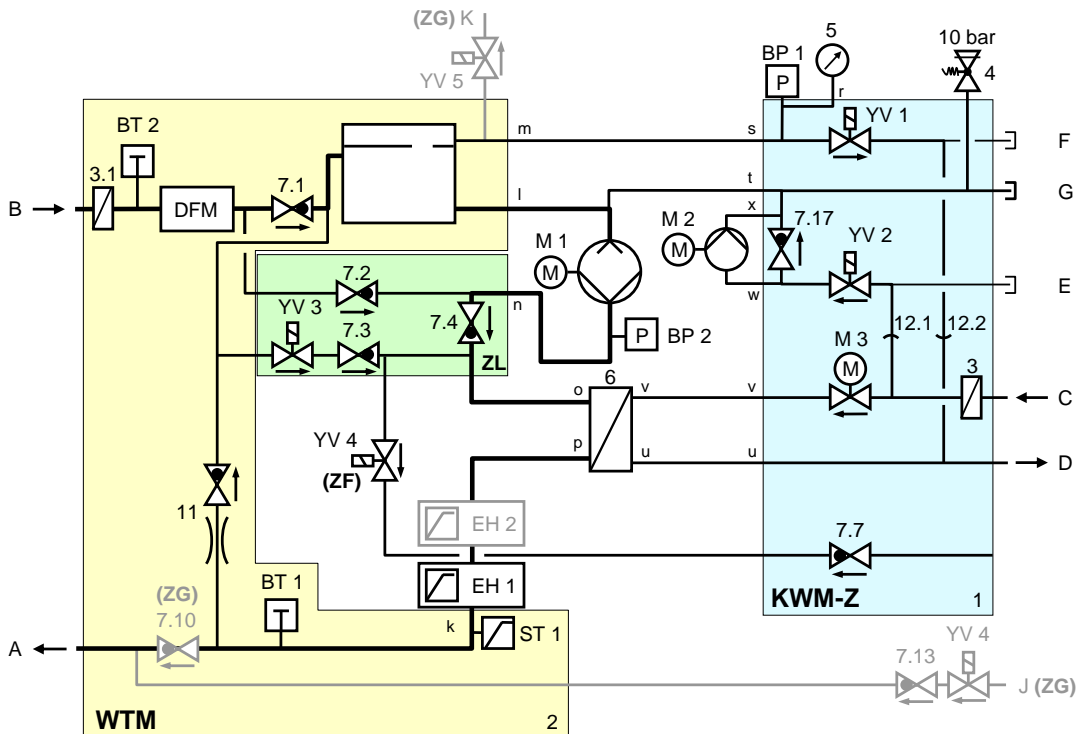 (ZG) K
YV 5
BP 1
P
5
r
10 bar
4
BT 2
T
3.1
B
DFM
7.1
m
s
YV 1
F
l
t
G
x
M 2
M
7.17
YV 2
M 1
M
w
E
7.2
n
YV 3
7.3
7.4
ZL
P
BP 2
12.1
12.2
M 3
M
3
6
o
v
v
C
p
u
u
D
YV 4
(ZF)
11
EH 2
7.7
EH 1
BT 1
T
KWM-Z
1
(ZG)
7.10
k
ST 1
A
7.13
YV 4
J (ZG)
WTM
2